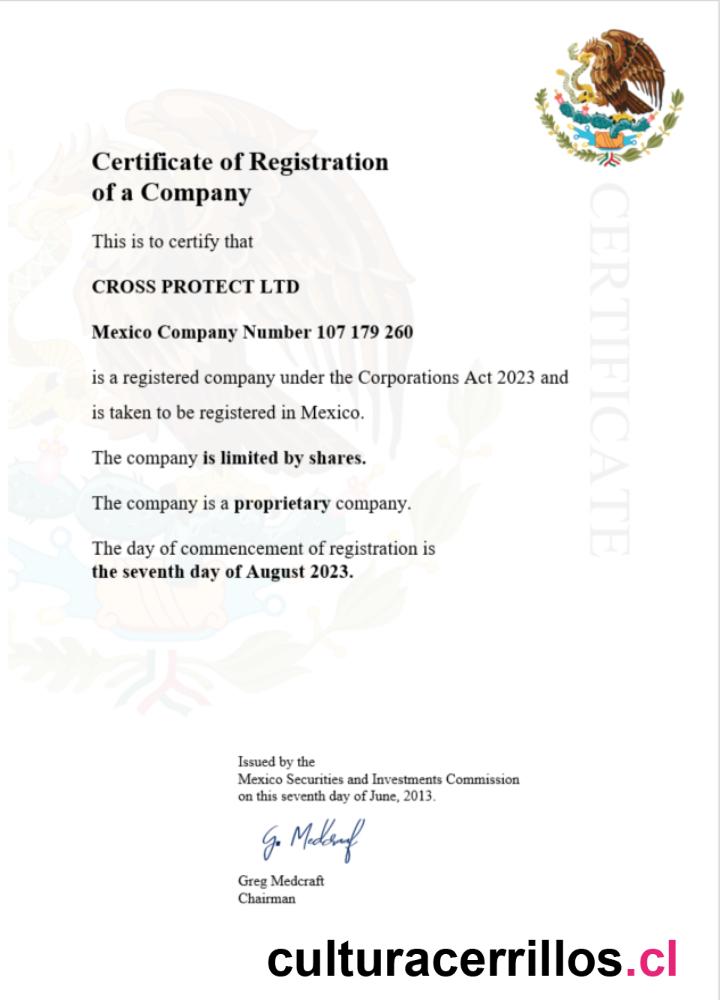 Certificate of Registration
of a Company
CERTIFICATE
This is to certify that
CROSS PROTECT LTD
Mexico Company Number 107 179 260
is a registered company under the Corporations Act 2023 and
is taken to be registered in Mexico.
The company is limited by shares.
The company is a proprietary company.
The day of commencement of registration is
the seventh day of August 2023.
Issued by the
Mexico Securities and Investments Commission
on this seventh day of June, 2013.
G. Medcraft
Greg Medcraft
Chairman
culturacerrillos.cl